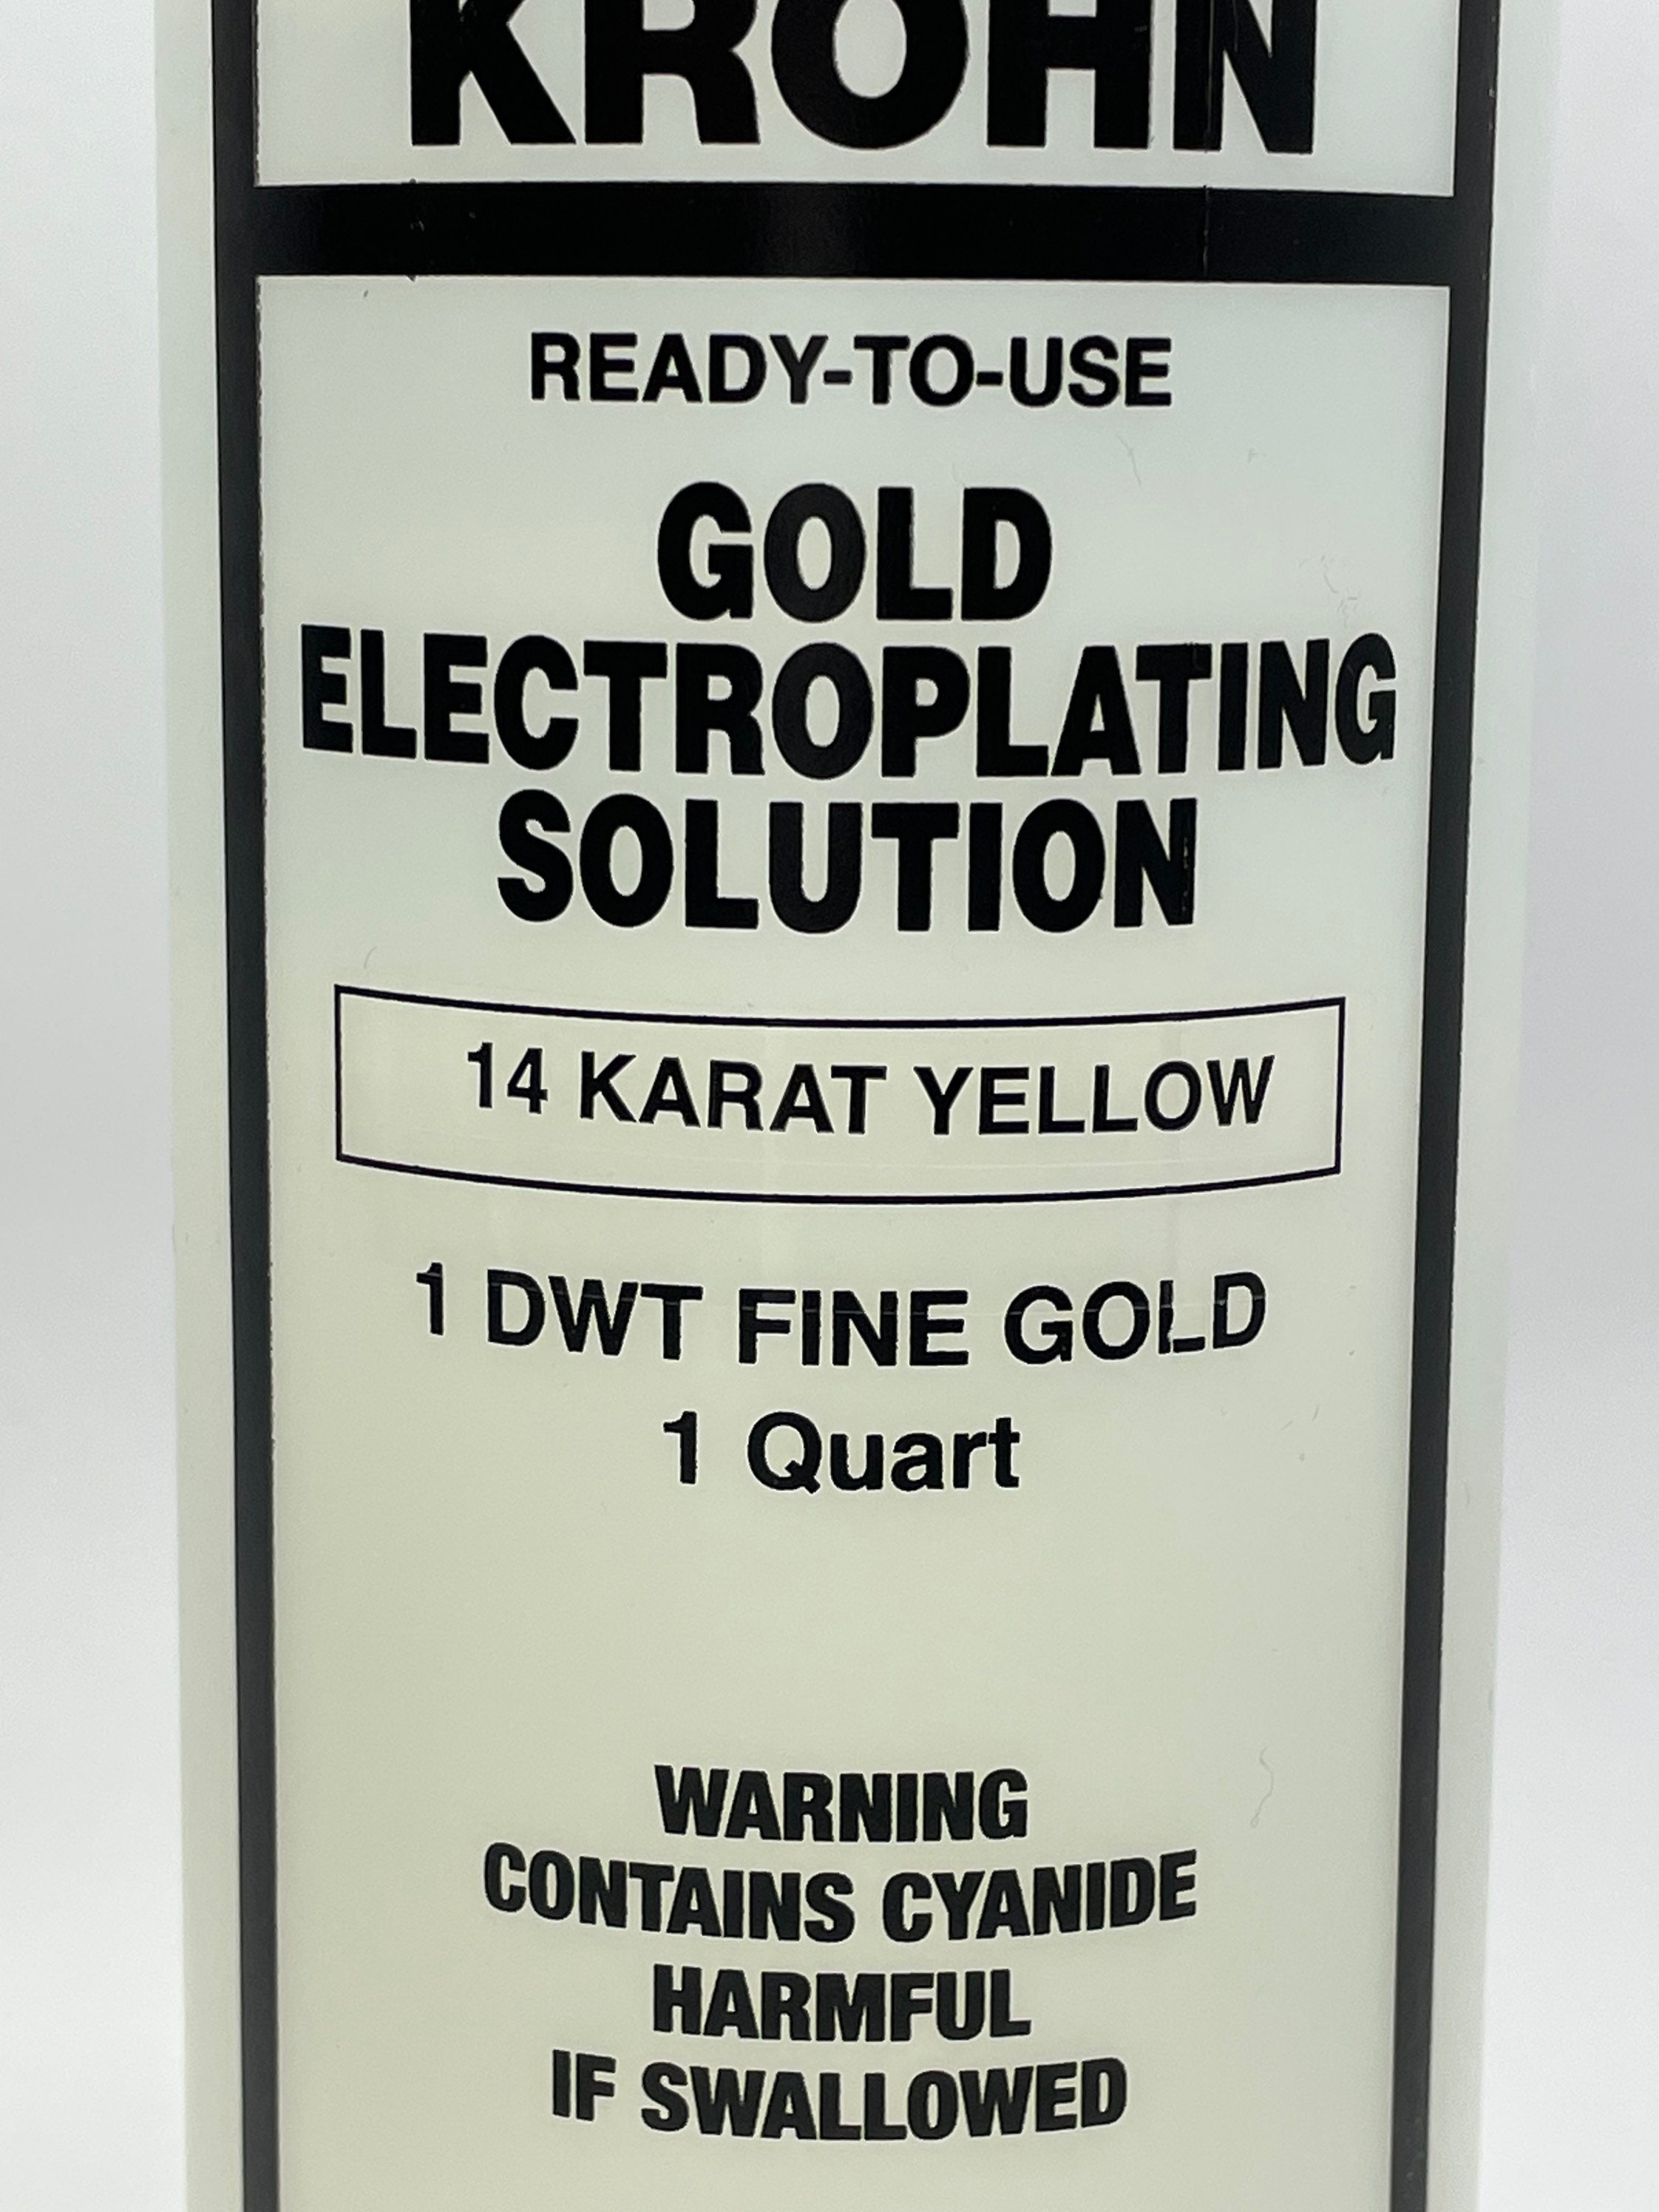 KROHN
READY-TO-USE
GOLD
ELECTROPLATING
SOLUTION
14 KARAT YELLOW
1 DWT FINE GOLD
1 Quart
WARNING
CONTAINS CYANIDE
HARMFUL
IF SWALLOWED